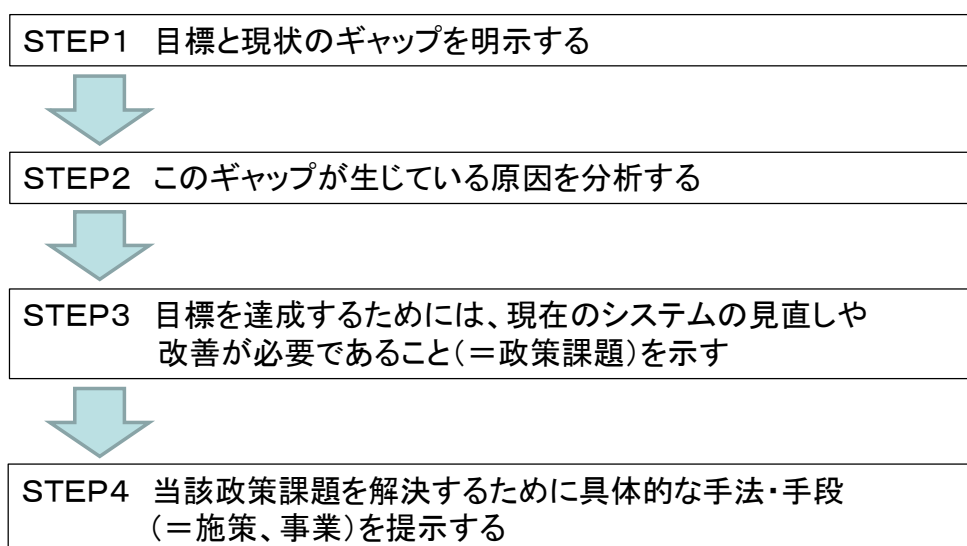 STEP1 目標と現状のギャップを明示する
STEP2 このギャップが生じている原因を分析する
STEP3 目標を達成するためには、現在のシステムの見直しや
改善が必要であること(=政策課題)を示す
STEP4 当該政策課題を解決するために具体的な手法・手段
(=施策、事業)を提示する